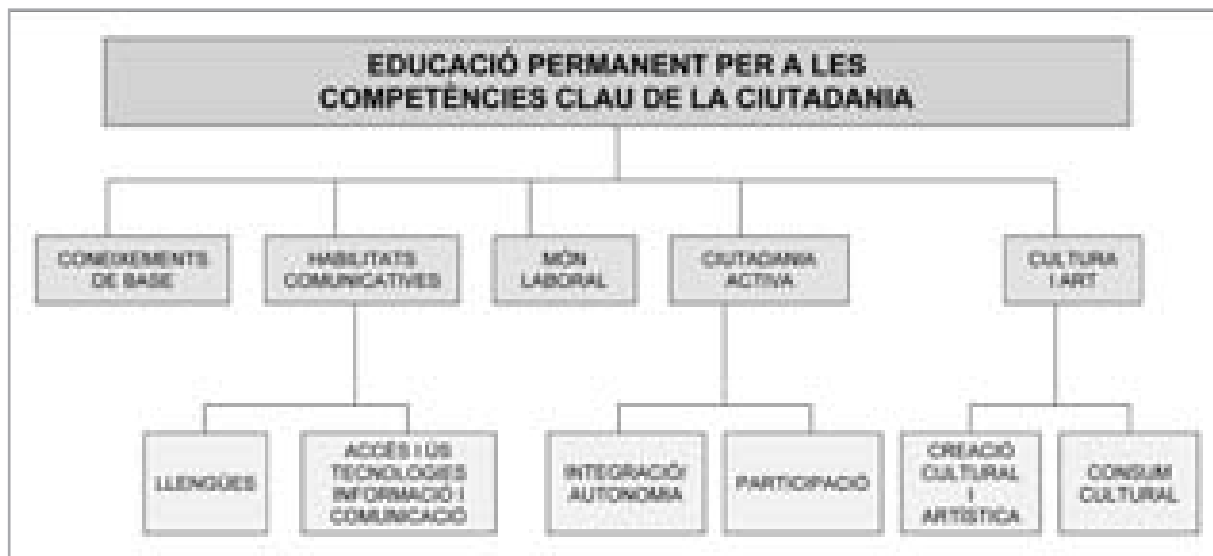 EDUCACIÓ PERMANENT PER A LES
COMPETÈNCIES CLAU DE LA CIUTADANIA
CONEIXEMENTS
DE BASE
HABILITATS
COMUNICATIVES
MÓN
LABORAL
CIUTADANIA
ACTIVA
CULTURA
I ART
LLENGÜES
ACCÉS I ÚS
TECNOLOGIES
INFORMACIÓ I
COMUNICACIÓ
INTEGRACIÓ/
AUTONOMIA
PARTICIPACIÓ
CREACIÓ
CULTURAL
I
ARTÍSTICA
CONSUM
CULTURAL